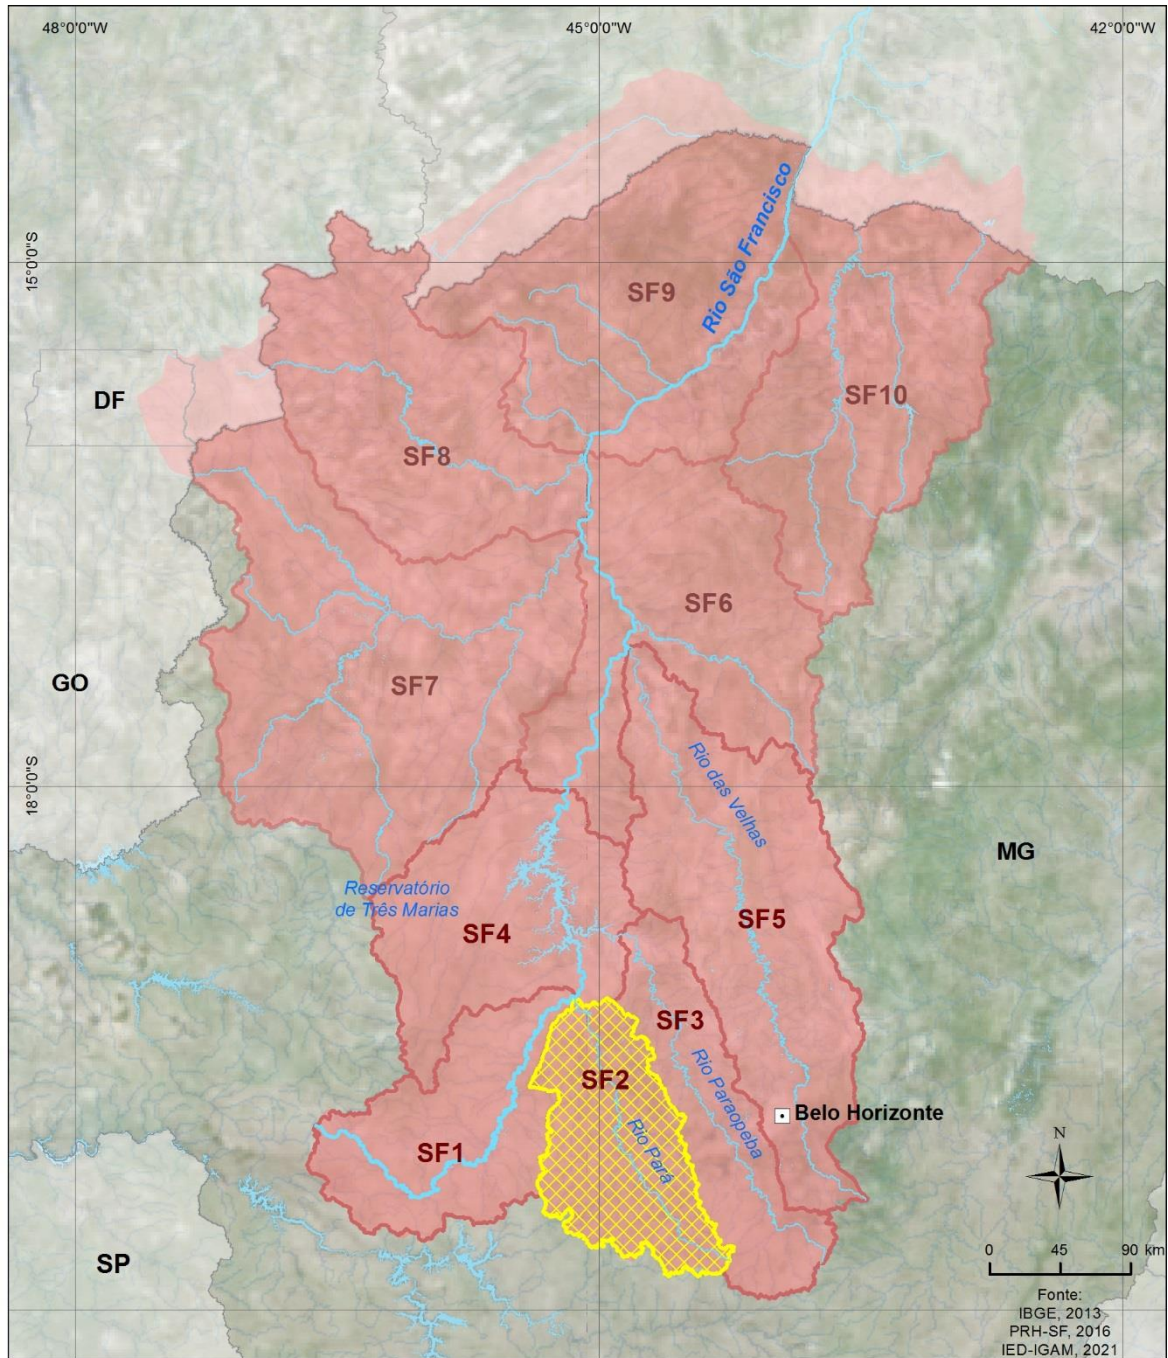 48°0'0"W
45°0'0"W
42°0'0"W
Rio São Francisco
15°0'0"S
SF9
SF10
DF
SF8
SF6
GO
SF7
Rio das Velhas
18°0'0"S
MG
Reservatório
de Três Marias
SF4
SF5
SF3
SF2
Rio Paraopeba
Belo Horizonte
Rio Pará
SF1
N
SP
0 45 90 km
Fonte:
IBGE, 2013
PRH-SF, 2016
IED-IGAM, 2021